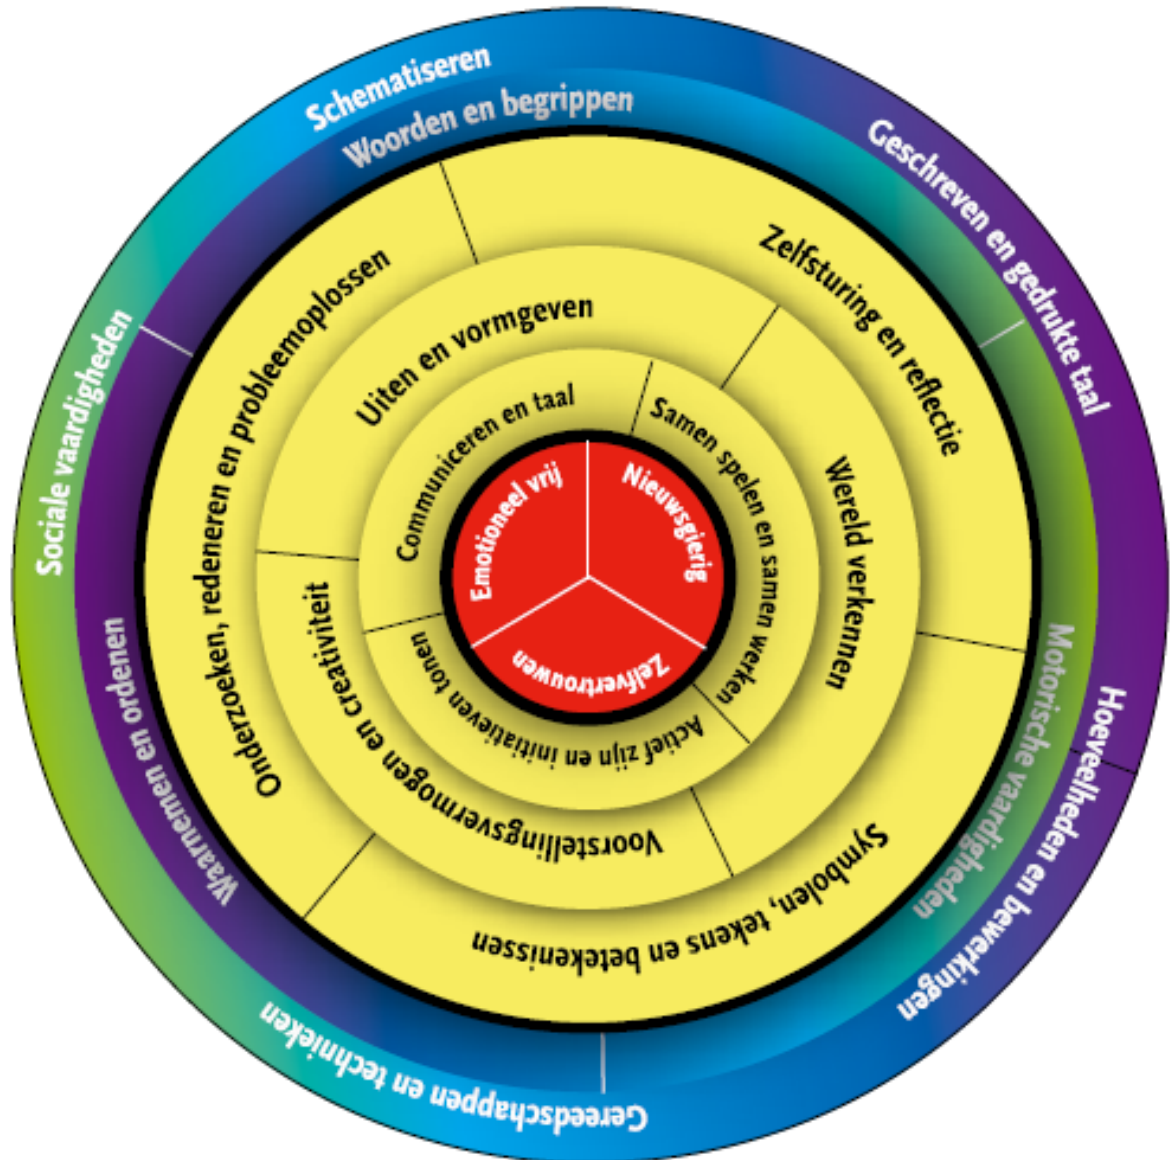 Schematiseren
Geschreven en gedrukte taal
Hoeveelheden en bewerkingen
Gereedschappen en technieken
Sociale vaardigheden
Woorden en begrippen
Motorische vaardigheden
Waarnemen en ordenen
Zelfsturing en reflectie
Symbolen, tekens en betekenissen
Onderzoeken, redeneren en probleemoplossen
Uiten en vormgeven
Wereld verkennen
Voorstellingsvermogen en creativiteit
Communiceren en taal
Samen spelen en samen werken
Actief zijn en initiatieven tonen
Emotioneel vrij
Nieuwsgierig
Zelfvertrouwen